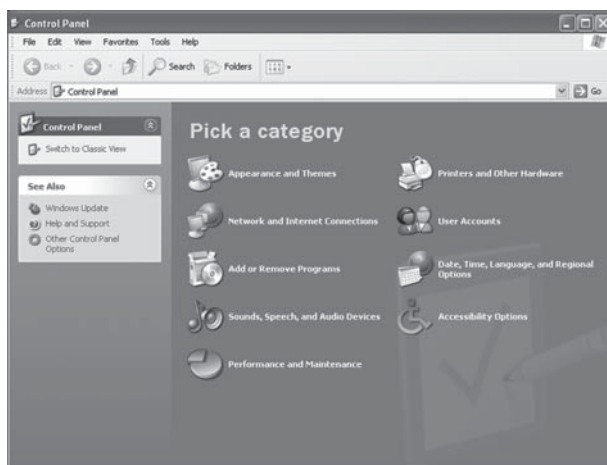 Control Panel
File Edit View Favorites Tools Help
Back Search Folders
Address Control Panel Go
Control Panel
Switch to Classic View
See Also
Windows Update
Help and Support
Other Control Panel
Options
Pick a category
Appearance and Themes
Printers and Other Hardware
Network and Internet Connections
User Accounts
Add or Remove Programs
Date, Time, Language, and Regional
Options
Sounds, Speech, and Audio Devices
Accessibility Options
Performance and Maintenance